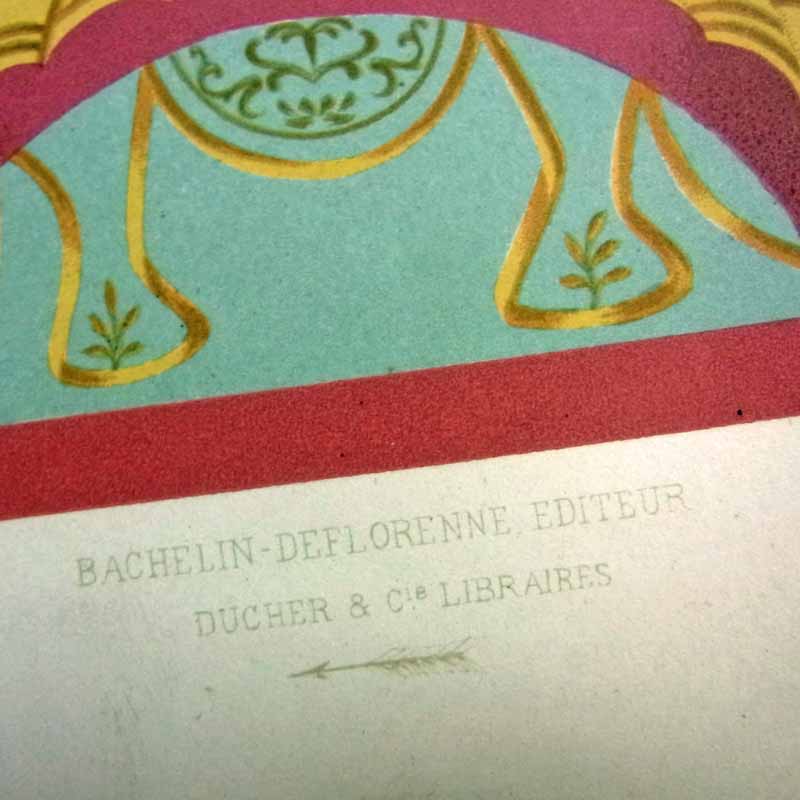 BACHELIN-DEFLORENNE, EDITEUR
DUCHER & Cie LIBRAIRES